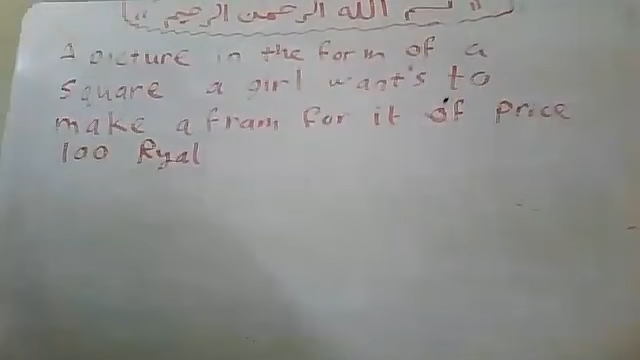 بسم الله الرحمن الرحيم
A picture in the form of a
square a girl want's to
make a fram for it of price
100 Ryal